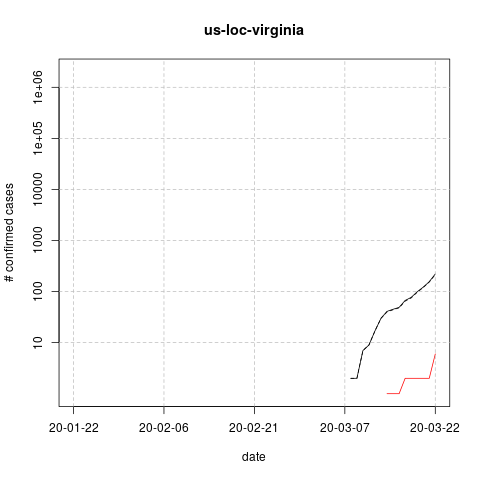 us-loc-virginia
# confirmed cases
1e+06
1e+05
10000
1000
100
10
20-01-22
20-02-06
20-02-21
20-03-07
20-03-22
date